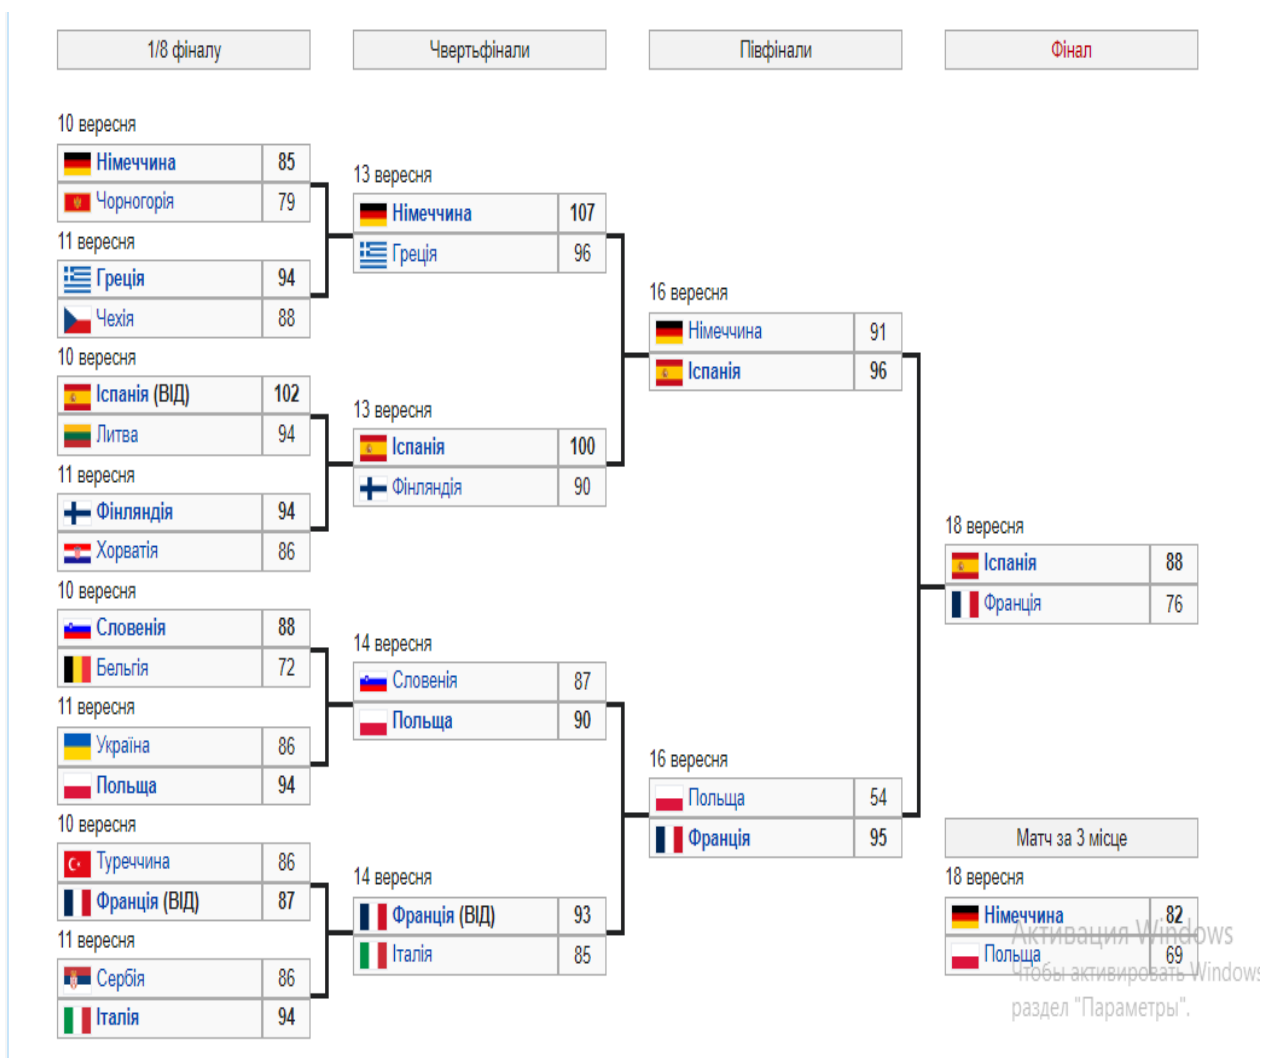 1/8 фіналу
Чвертьфінали
Півфінали
Фінал
10 вересня
Німеччина 85
Чорногорія 79
11 вересня
Греція 94
Чехія 88
10 вересня
Іспанія (ВІД) 102
Литва 94
11 вересня
Фінляндія 94
Хорватія 86
10 вересня
Словенія 88
Бельгія 72
11 вересня
Україна 86
Польща 94
10 вересня
Туреччина 86
Франція (ВІД) 87
11 вересня
Сербія 86
Італія 94
13 вересня
Німеччина 107
Греція 96
13 вересня
Іспанія 100
Фінляндія 90
14 вересня
Словенія 87
Польща 90
14 вересня
Франція (ВІД) 93
Італія 85
16 вересня
Німеччина 91
Іспанія 96
16 вересня
Польща 54
Франція 95
18 вересня
Іспанія 88
Франція 76
Матч за 3 місце
18 вересня
Німеччина 82
Польща 69
Активация Windows
Чтобы активировать Windows
раздел "Параметры".